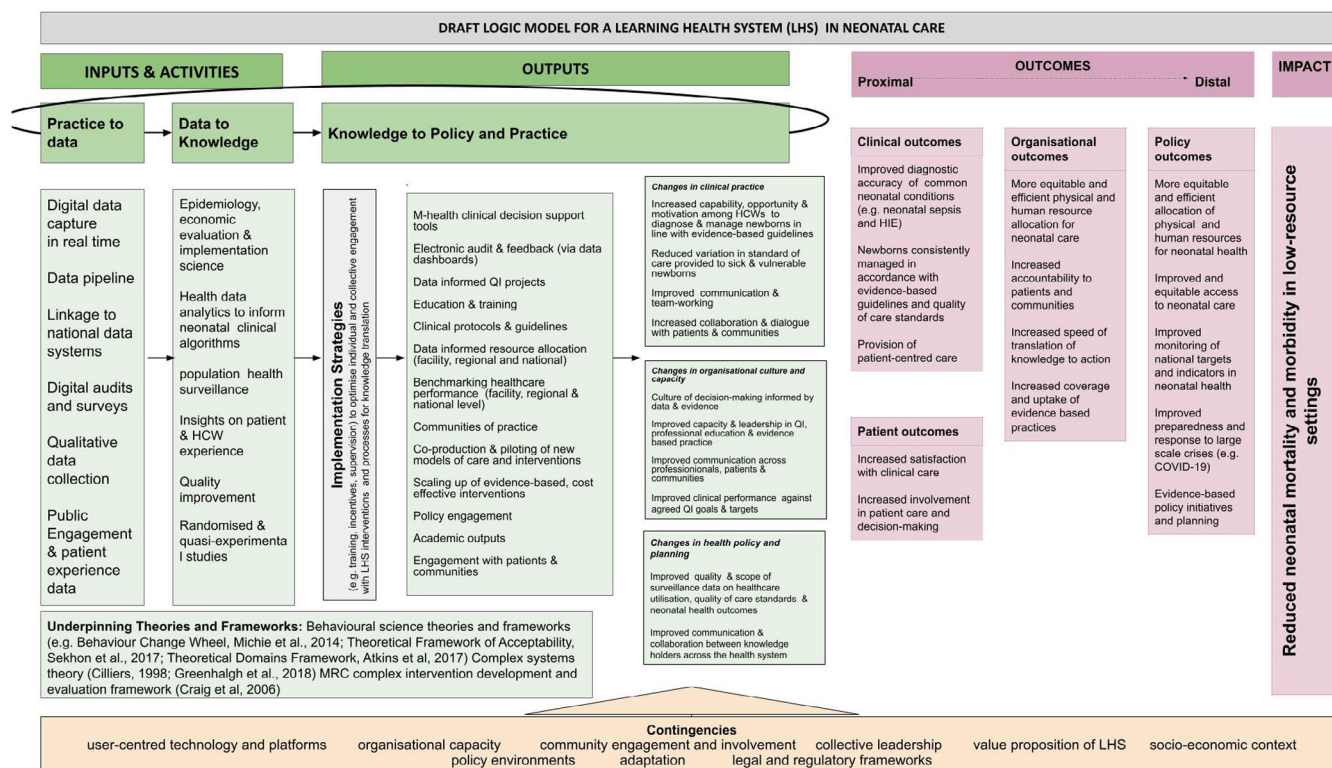 DRAFT LOGIC MODEL FOR A LEARNING HEALTH SYSTEM (LHS) IN NEONATAL CARE
INPUTS & ACTIVITIES
OUTPUTS
OUTCOMES
Proximal
Distal
IMPACT
Practice to
data
Data to
Knowledge
Knowledge to Policy and Practice
Digital data
capture
in real time
Data pipeline
Linkage to
national data
systems
Digital audits
and surveys
Qualitative
data
collection
Public
Engagement
& patient
experience
data
Epidemiology,
economic
evaluation &
implementation
science
Health data
analytics to inform
neonatal clinical
algorithms
population health
surveillance
Insights on patient
& HCW
experience
Quality
improvement
Randomised &
quasi-experimenta
l studies
Implementation Strategies
(e.g. training, incentives, supervision) to optimise individual and collective engagement
with LHS interventions and processes for knowledge translation
M-health clinical decision support
tools
Electronic audit & feedback (via data
dashboards)
Data informed QI projects
Education & training
Clinical protocols & guidelines
Data informed resource allocation
(facility, regional and national)
Benchmarking healthcare
performance (facility, regional &
national level)
Communities of practice
Co-production & piloting of new
models of care and interventions
Scaling up of evidence-based, cost
effective interventions
Policy engagement
Academic outputs
Engagement with patients &
communities
Changes in clinical practice
Increased capability, opportunity &
motivation among HCWs to
diagnose & manage newborns in
line with evidence-based guidelines
Reduced variation in standard of
care provided to sick & vulnerable
newborns
Improved communication &
team-working
Increased collaboration & dialogue
with patients & communities
Changes in organisational culture and
capacity
Culture of decision-making informed by
data & evidence
Improved capacity & leadership in QI,
professional education & evidence
based practice
Improved communication across
professionionals, patients &
communities
Improved clinical performance against
agreed QI goals & targets
Changes in health policy and
planning
Improved quality & scope of
surveillance data on healthcare
utilisation, quality of care standards &
neonatal health outcomes
Improved communication &
collaboration between knowledge
holders across the health system
Clinical outcomes
Improved diagnostic
accuracy of common
neonatal conditions
(e.g. neonatal sepsis
and HIE)
Newborns consistently
managed in
accordance with
evidence-based
guidelines and quality
of care standards
Provision of
patient-centred care
Patient outcomes
Increased satisfaction
with clinical care
Increased involvement
in patient care and
decision-making
Organisational
outcomes
More equitable and
efficient physical and
human resource
allocation for
neonatal care
Increased
accountability to
patients and
communities
Increased speed of
translation of
knowledge to action
Increased coverage
and uptake of
evidence based
practices
Policy
outcomes
More equitable
and efficient
allocation of
physical and
human resources
for neonatal health
Improved and
equitable access
to neonatal care
Improved
monitoring of
national targets
and indicators in
neonatal health
Improved
preparedness and
response to large
scale crises (e.g.
COVID-19)
Evidence-based
policy initiatives
and planning
Reduced neonatal mortality and morbidity in low-resource
settings
Underpinning Theories and Frameworks: Behavioural science theories and frameworks
(e.g. Behaviour Change Wheel, Michie et al., 2014; Theoretical Framework of Acceptability,
Sekhon et al., 2017; Theoretical Domains Framework, Atkins et al, 2017) Complex systems
theory (Cilliers, 1998; Greenhalgh et al., 2018) MRC complex intervention development and
evaluation framework (Craig et al, 2006)
Contingencies
user-centred technology and platforms organisational capacity community engagement and involvement collective leadership value proposition of LHS socio-economic context
policy environments adaptation legal and regulatory frameworks